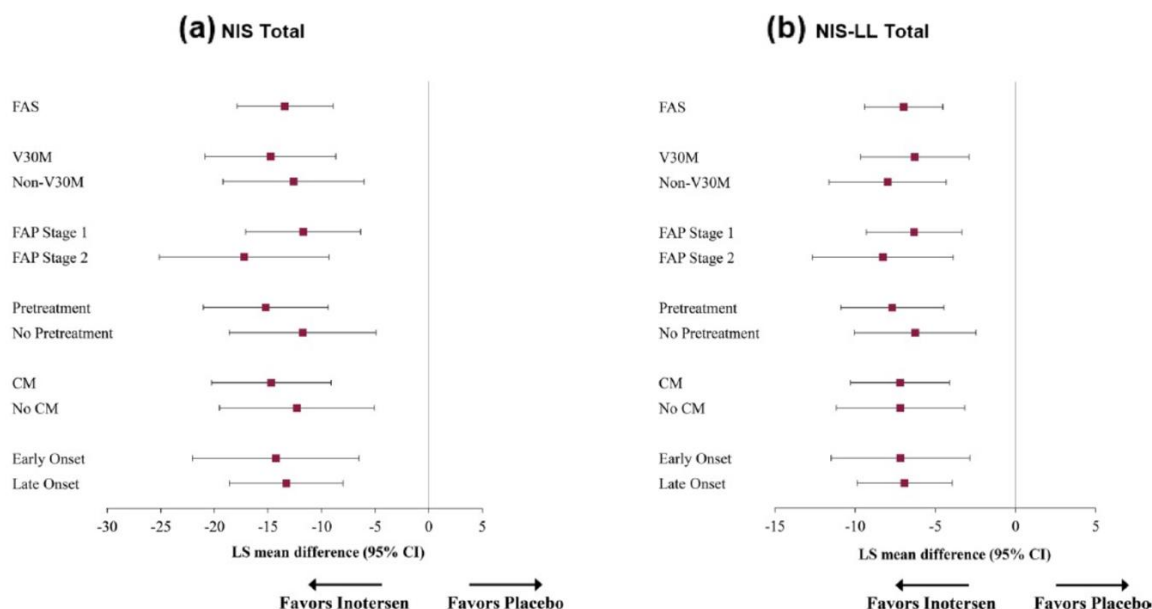 (a) NIS Total
FAS
V30M
Non-V30M
FAP Stage 1
FAP Stage 2
Pretreatment
No Pretreatment
CM
No CM
Early Onset
Late Onset
-30 -25 -20 -15 -10 -5 0 5
LS mean difference (95% CI)
Favors Inotersen Favors Placebo
(b) NIS-LL Total
FAS
V30M
Non-V30M
FAP Stage 1
FAP Stage 2
Pretreatment
No Pretreatment
CM
No CM
Early Onset
Late Onset
-15 -10 -5 0 5
LS mean difference (95% CI)
Favors Inotersen Favors Placebo